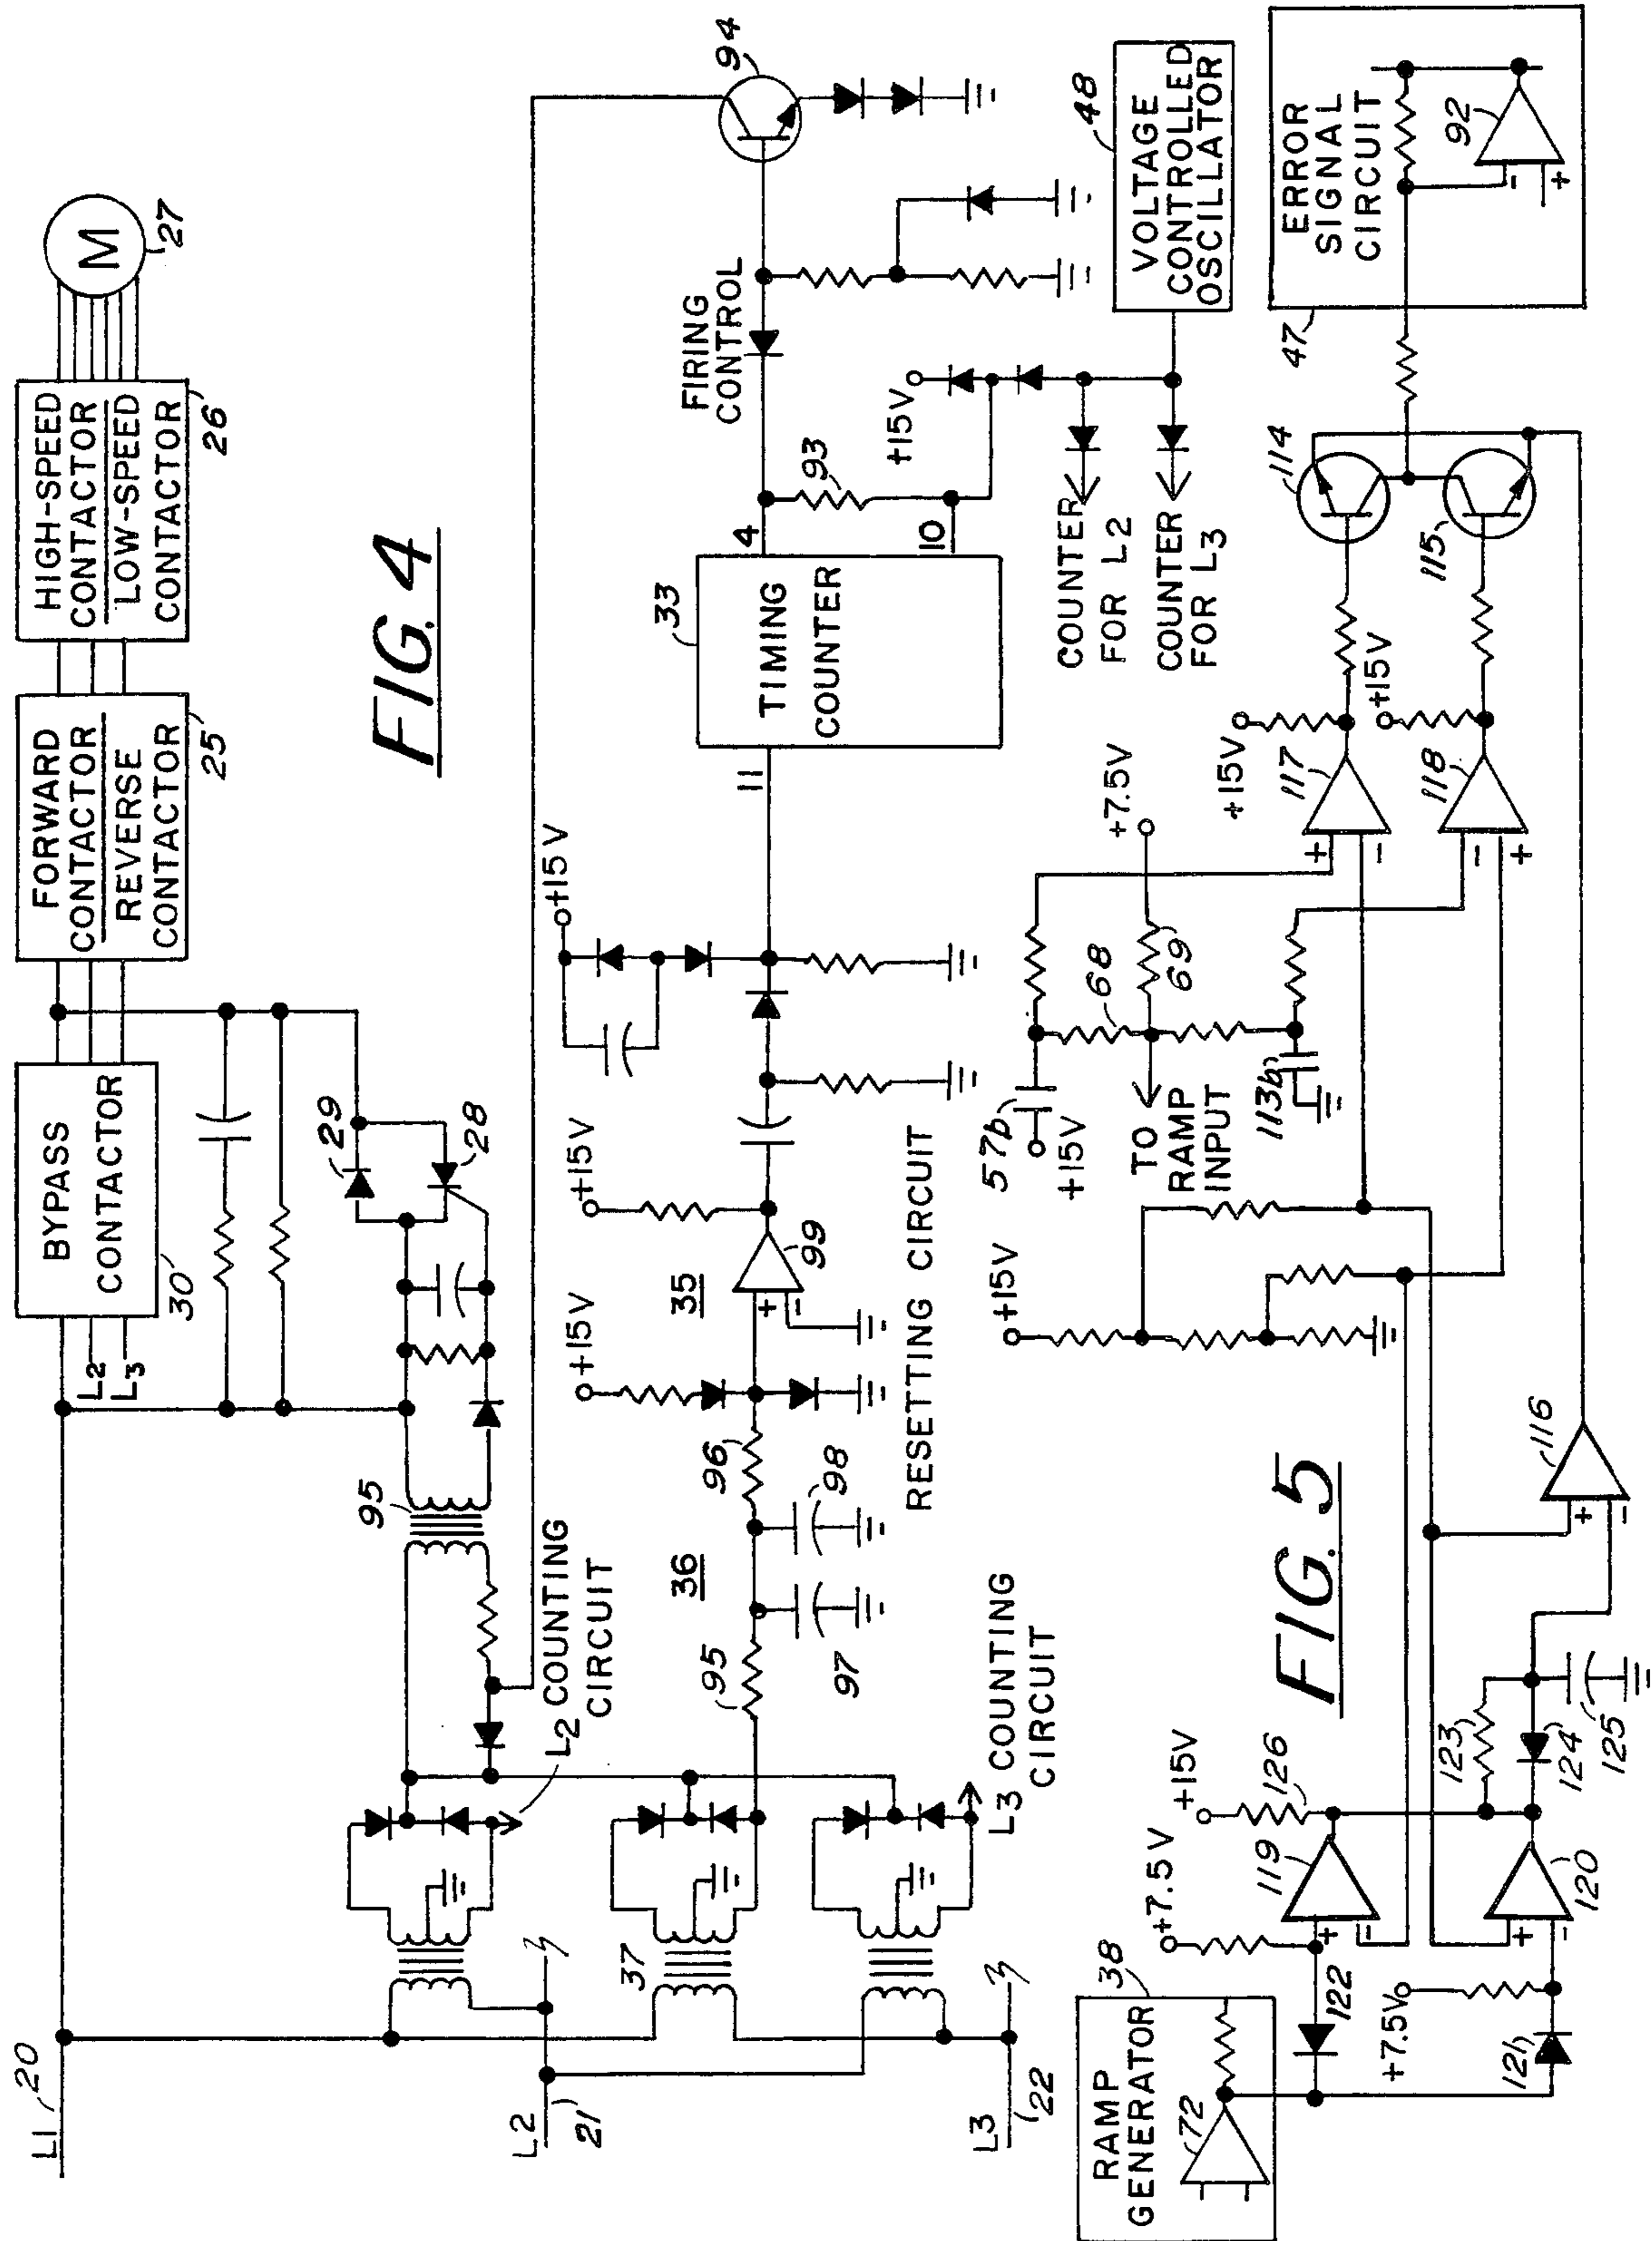 FIG. 4
L1
20
L2
21
L3
22
BYPASS
CONTACTOR
30
L2
L3
FORWARD
CONTACTOR
REVERSE
CONTACTOR
25
HIGH-SPEED
CONTACTOR
LOW-SPEED
CONTACTOR
26
M
27
29
28
95
L2 COUNTING
CIRCUIT
37
L3 COUNTING
CIRCUIT
95
36
97
98
96
+15V
35
+
-
99
RESETTING CIRCUIT
+15V
+15V
11
TIMING
COUNTER
33
4
10
93
FIRING
CONTROL
94
+15V
COUNTER
FOR L2
COUNTER
FOR L3
VOLTAGE
CONTROLLED
OSCILLATOR
48
FIG. 5
RAMP
GENERATOR
38
72
122
121
+7.5V
+7.5V
+
-
119
+
-
120
+15V
126
123
124
125
+
-
116
+15V
57b
+15V
TO
RAMP
INPUT
113b
68
69
+7.5V
+
-
117
-
+
118
+15V
+15V
114
115
47
ERROR
SIGNAL
CIRCUIT
92
-
+